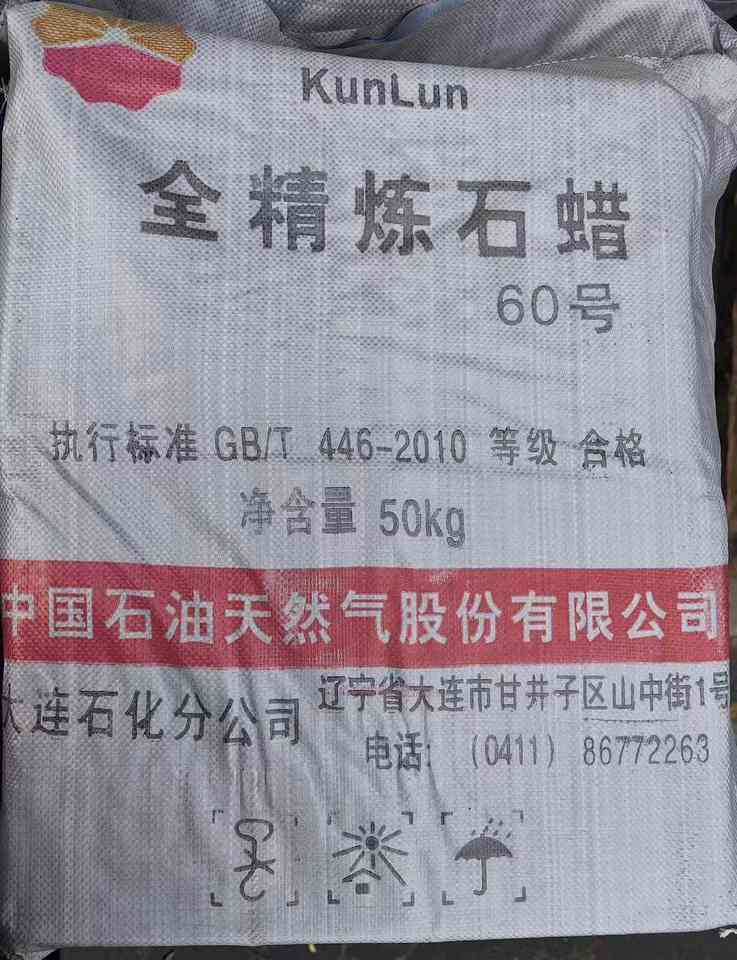 KunLun
全精炼石蜡
60号
执行标准 GB/T 446-2010 等级 合格
净含量 50kg
中国石油天然气股份有限公司
大连石化分公司
辽宁省大连市甘井子区山中街1号
电话: (0411) 86772263